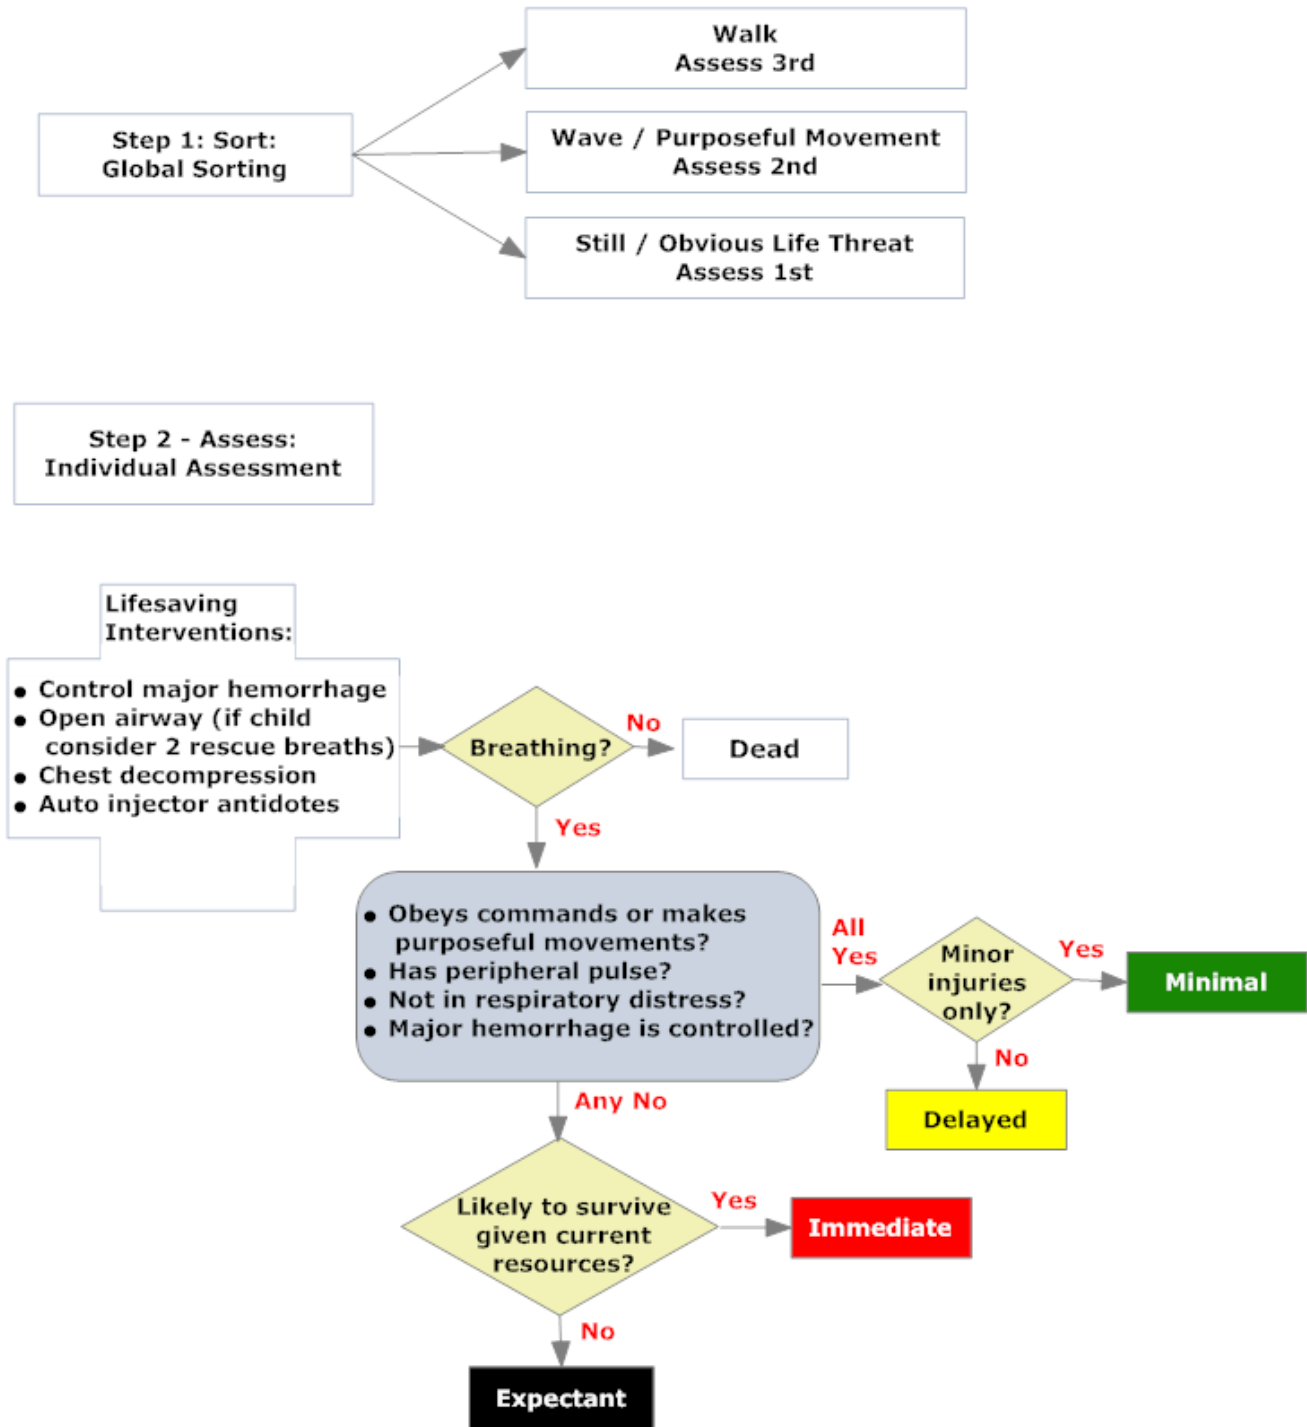 Walk
Assess 3rd
Step 1: Sort:
Global Sorting
Wave / Purposeful Movement
Assess 2nd
Still / Obvious Life Threat
Assess 1st
Step 2 - Assess:
Individual Assessment
Lifesaving
Interventions:
● Control major hemorrhage
● Open airway (if child
consider 2 rescue breaths)
● Chest decompression
● Auto injector antidotes
Breathing?
No
Dead
Yes
● Obeys commands or makes
purposeful movements?
● Has peripheral pulse?
● Not in respiratory distress?
● Major hemorrhage is controlled?
All
Yes
Minor
injuries
only?
Yes
Minimal
No
Delayed
Any No
Likely to survive
given current
resources?
Yes
Immediate
No
Expectant